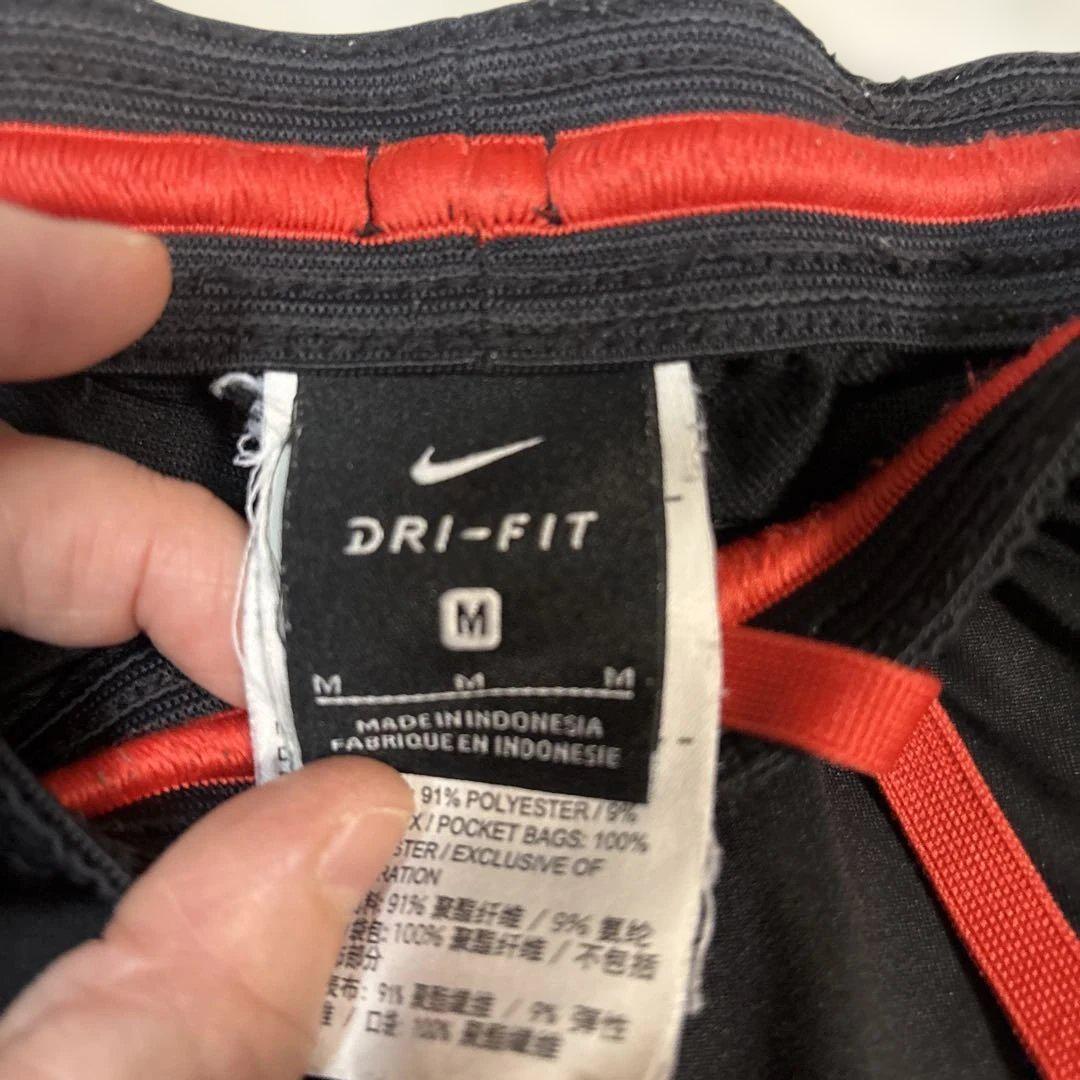 DRI-FIT
M
M M M
MADE IN INDONESIA
FABRIQUE EN INDONESIE
91% POLYESTER / 9%
X / POCKET BAGS: 100%
STER / EXCLUSIVE OF
RATION
91% 聚酯纤维 / 9% 氨纶
100% 聚酯纤维 / 不包括
分
布: 91% 聚酯纖維 / 9% 彈性
/ 口袋: 100% 聚酯纖維